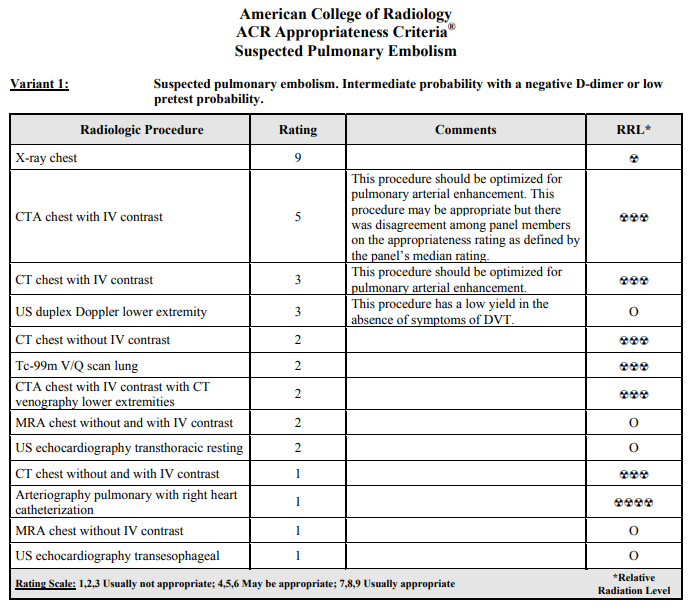 American College of Radiology
ACR Appropriateness Criteria®
Suspected Pulmonary Embolism
Variant 1: Suspected pulmonary embolism. Intermediate probability with a negative D-dimer or low
pretest probability.
Radiologic Procedure Rating Comments RRL*
X-ray chest 9 ☢
CTA chest with IV contrast 5 This procedure should be optimized for
pulmonary arterial enhancement. This
procedure may be appropriate but there
was disagreement among panel members
on the appropriateness rating as defined by
the panel's median rating. ☢☢☢
CT chest with IV contrast 3 This procedure should be optimized for
pulmonary arterial enhancement. ☢☢☢
US duplex Doppler lower extremity 3 This procedure has a low yield in the
absence of symptoms of DVT. O
CT chest without IV contrast 2 ☢☢☢
Tc-99m V/Q scan lung 2 ☢☢☢
CTA chest with IV contrast with CT
venography lower extremities 2 ☢☢☢
MRA chest without and with IV contrast 2 O
US echocardiography transthoracic resting 2 O
CT chest without and with IV contrast 1 ☢☢☢
Arteriography pulmonary with right heart
catheterization 1 ☢☢☢☢
MRA chest without IV contrast 1 O
US echocardiography transesophageal 1 O
Rating Scale: 1,2,3 Usually not appropriate; 4,5,6 May be appropriate; 7,8,9 Usually appropriate
*Relative
Radiation Level